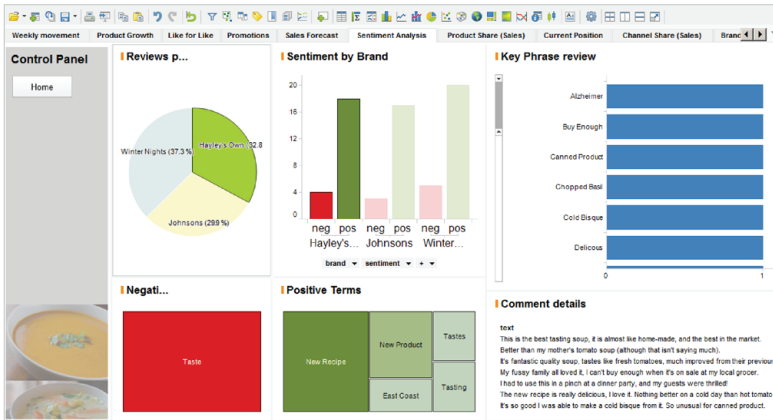 Weekly movement Product Growth Like for Like Promotions Sales Forecast Sentiment Analysis Product Share (Sales) Current Position Channel Share (Sales) Branc
Control Panel
Home
Reviews p...
Winter Nights (37.3 %)
Hayley's Own (32.8
Johnsons (29.9 %)
Sentiment by Brand
20
16
12
8
4
0
neg pos neg pos neg pos
Hayley's... Johnsons Winter...
brand sentiment +
Key Phrase review
Alzheimer
Buy Enough
Canned Product
Chopped Basil
Cold Bisque
Delicous
0 1
Negati...
Taste
Positive Terms
New Recipe
New Product
East Coast
Tastes
Tasting
Comment details
text
This is the best tasting soup, it is almost like home-made, and the best in the market.
Better than my mother's tomato soup (although that isn't saying much).
It's fantastic quality soup, tastes like fresh tomatoes, much improved from their previou
My fussy family all loved it, I can't buy enough when it's on sale at my local grocer.
I had to use this in a pinch at a dinner party, and my guests were thrilled!
The new recipe is really delicious, I love it. Nothing better on a cold day than hot tomato
It's so good I was able to make a cold bisque from it. So unusual for canned product.